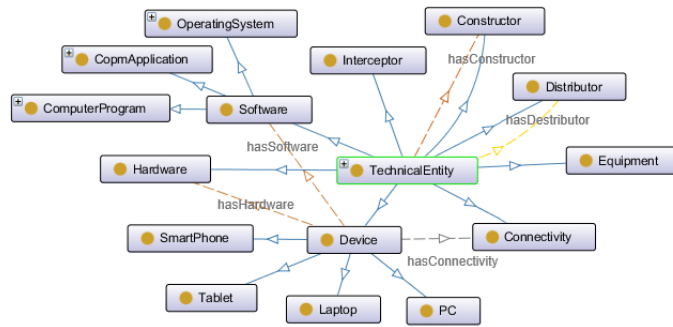 Constructor
OperatingSystem
CopmApplication
Interceptor
hasConstructor
Distributor
ComputerProgram
Software
hasDestributor
hasSoftware
Hardware
TechnicalEntity
Equipment
hasHardware
SmartPhone
Device
Connectivity
hasConnectivity
Tablet
Laptop
PC